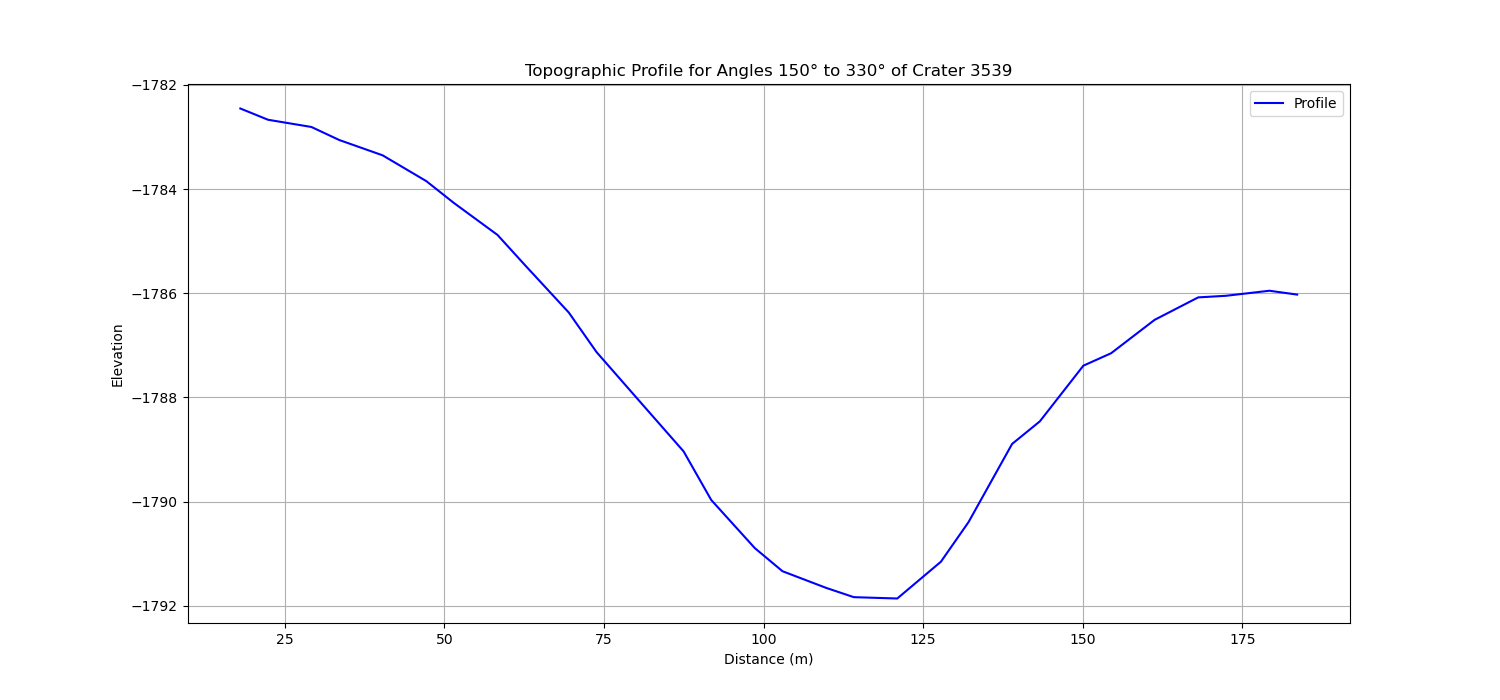 Topographic Profile for Angles 150° to 330° of Crater 3539
Profile
−1782
−1784
−1786
−1788
−1790
−1792
Elevation
25 50 75 100 125 150 175
Distance (m)